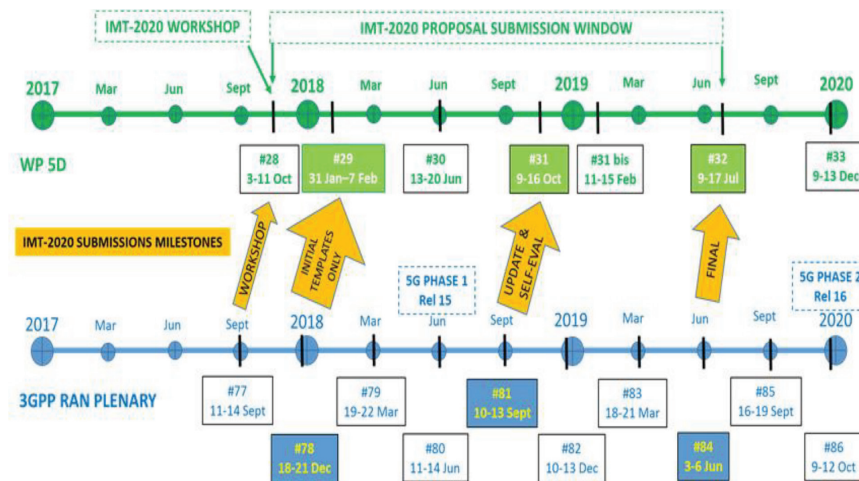 IMT-2020 WORKSHOP
IMT-2020 PROPOSAL SUBMISSION WINDOW
2017 Mar Jun Sept 2018 Mar Jun Sept 2019 Mar Jun Sept 2020
WP 5D
#28
3-11 Oct
#29
31 Jan–7 Feb
#30
13-20 Jun
#31
9-16 Oct
#31 bis
11-15 Feb
#32
9-17 Jul
#33
9-13 Dec
IMT-2020 SUBMISSIONS MILESTONES
WORKSHOP
INITIAL
TEMPLATES
ONLY
UPDATE &
SELF-EVAL
FINAL
5G PHASE 1
Rel 15
5G PHASE 2
Rel 16
2017 Mar Jun Sept 2018 Mar Jun Sept 2019 Mar Jun Sept 2020
3GPP RAN PLENARY
#77
11-14 Sept
#78
18-21 Dec
#79
19-22 Mar
#80
11-14 Jun
#81
10-13 Sept
#82
10-13 Dec
#83
18-21 Mar
#84
3-6 Jun
#85
16-19 Sept
#86
9-12 Oct